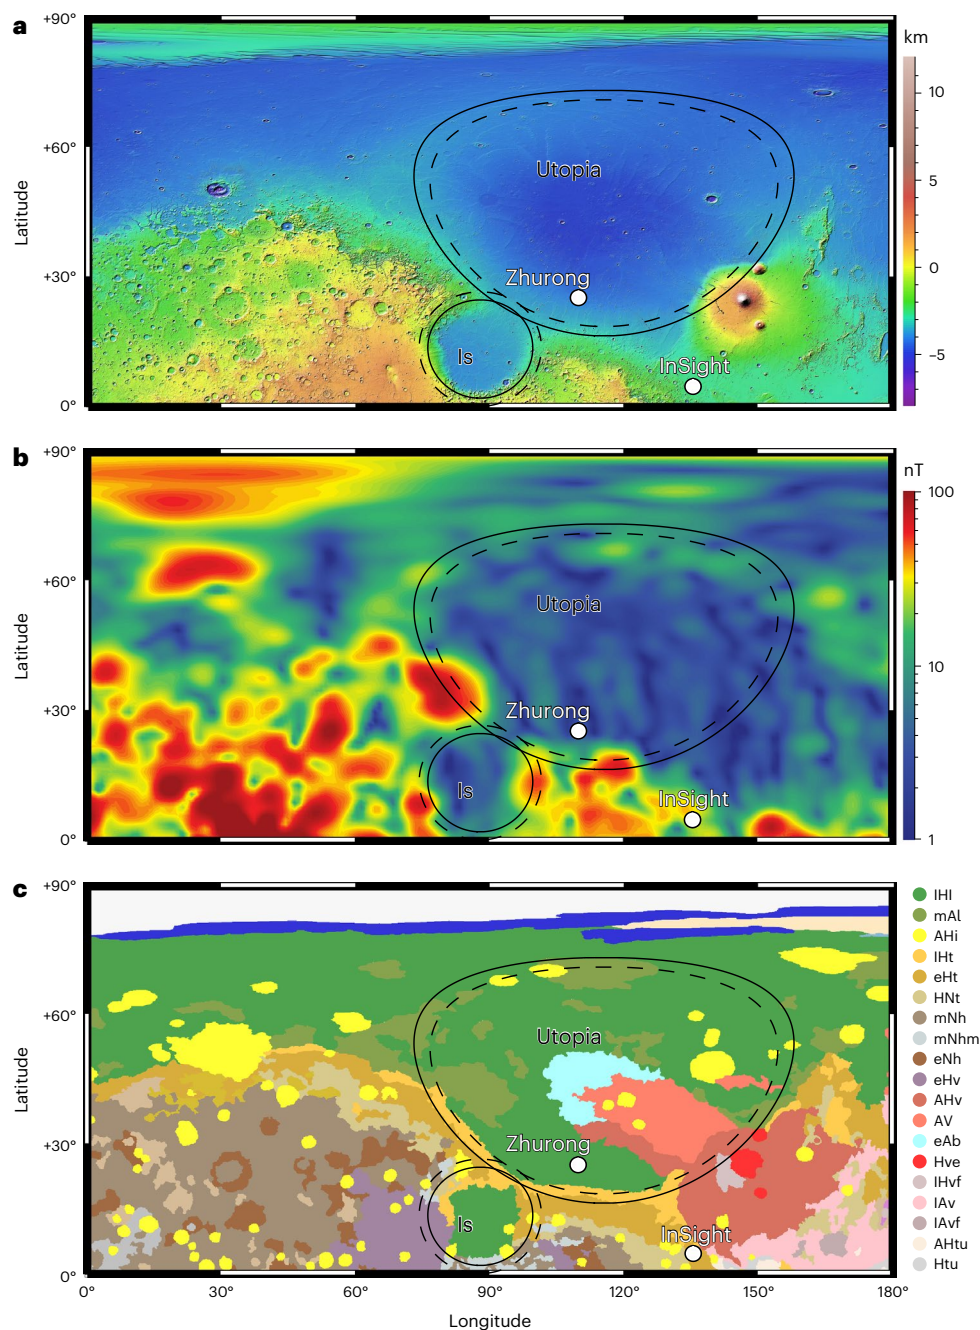 a
+90°
+60°
+30°
0°
Latitude
Utopia
Zhurong
Is
InSight
km
10
5
0
−5
b
+90°
+60°
+30°
0°
Latitude
Utopia
Zhurong
Is
InSight
nT
100
10
1
c
+90°
+60°
+30°
0°
Latitude
Utopia
Zhurong
Is
InSight
lHl
mAl
AHi
lHt
eHt
HNt
mNh
mNhm
eNh
eHv
AHv
AV
eAb
Hve
lHvf
lAv
lAvf
AHtu
Htu
0° 30° 60° 90° 120° 150° 180°
Longitude